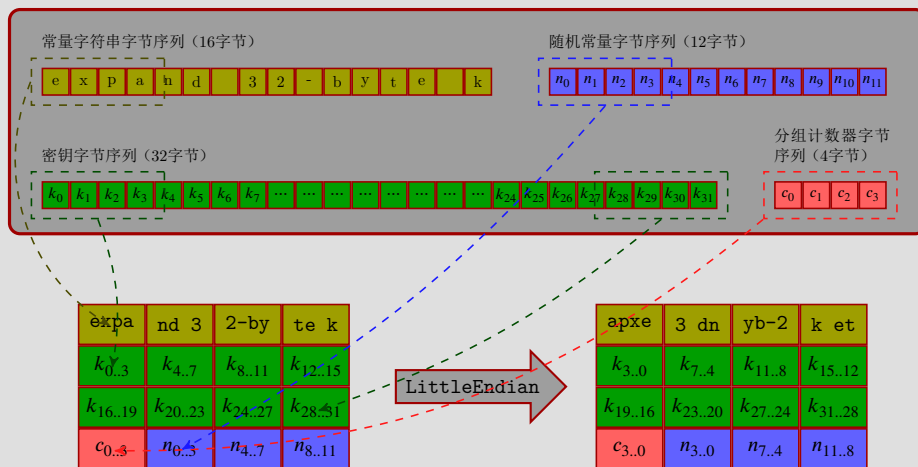 常量字符串字节序列（16字节）
随机常量字节序列（12字节）
e x p a n d 3 2 - b y t e k
n0 n1 n2 n3 n4 n5 n6 n7 n8 n9 n10 n11
分组计数器字节
序列（4字节）
密钥字节序列（32字节）
k0 k1 k2 k3 k4 k5 k6 k7 ... ... ... ... ... ... ... ... k24 k25 k26 k27 k28 k29 k30 k31
c0 c1 c2 c3
expa nd 3 2-by te k
k0..3 k4..7 k8..11 k12..15
k16..19 k20..23 k24..27 k28..31
c0..3 n0..3 n4..7 n8..11
LittleEndian
apxe 3 dn yb-2 k et
k3..0 k7..4 k11..8 k15..12
k19..16 k23..20 k27..24 k31..28
c3..0 n3..0 n7..4 n11..8